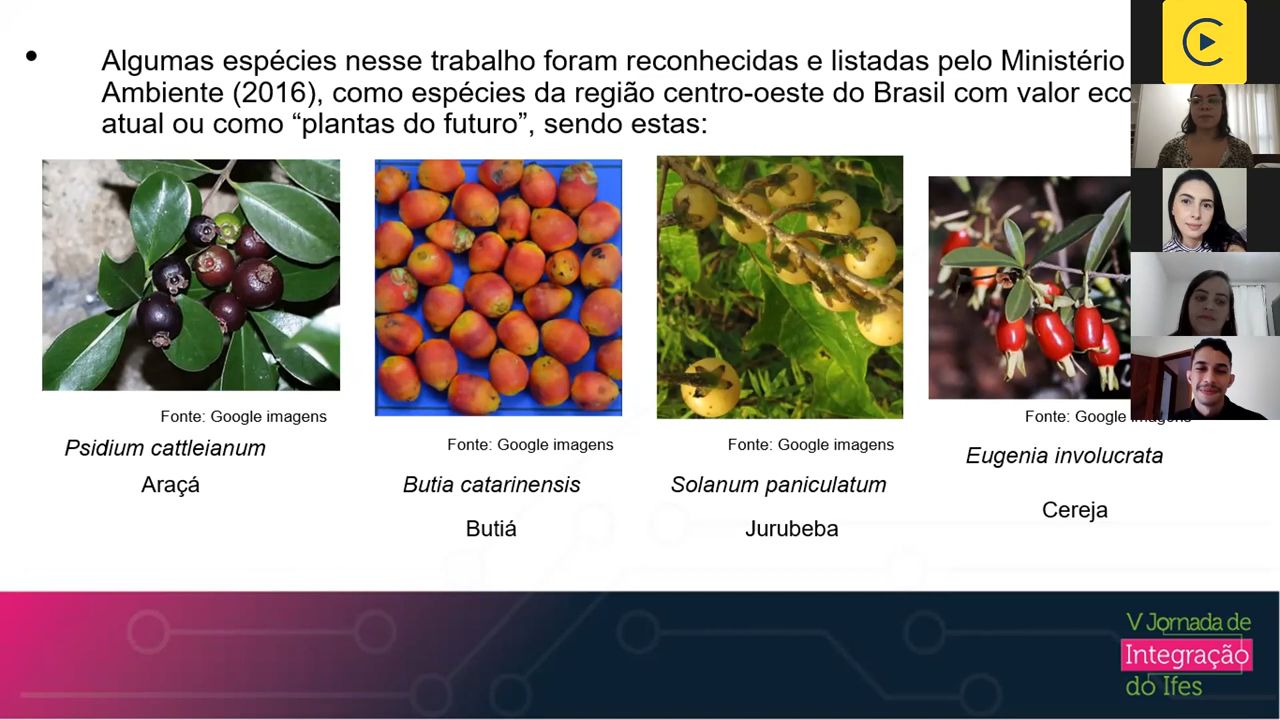 • Algumas espécies nesse trabalho foram reconhecidas e listadas pelo Ministério
Ambiente (2016), como espécies da região centro-oeste do Brasil com valor
atual ou como “plantas do futuro”, sendo estas:
Fonte: Google imagens
Psidium cattleianum
Araçá
Fonte: Google imagens
Butia catarinensis
Butiá
Fonte: Google imagens
Solanum paniculatum
Jurubeba
Fonte: Google
Eugenia involucrata
Cereja
V Jornada de
Integração
do Ifes